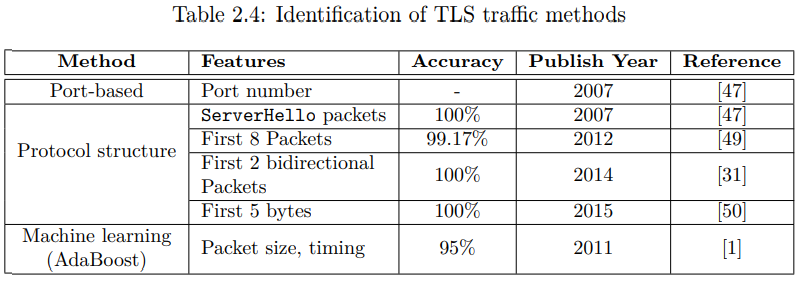 Table 2.4: Identification of TLS traffic methods
Method Features Accuracy Publish Year Reference
Port-based Port number - 2007 [47]
Protocol structure
ServerHello packets 100% 2007 [47]
First 8 Packets 99.17% 2012 [49]
First 2 bidirectional
Packets 100% 2014 [31]
First 5 bytes 100% 2015 [50]
Machine learning
(AdaBoost) Packet size, timing 95% 2011 [1]